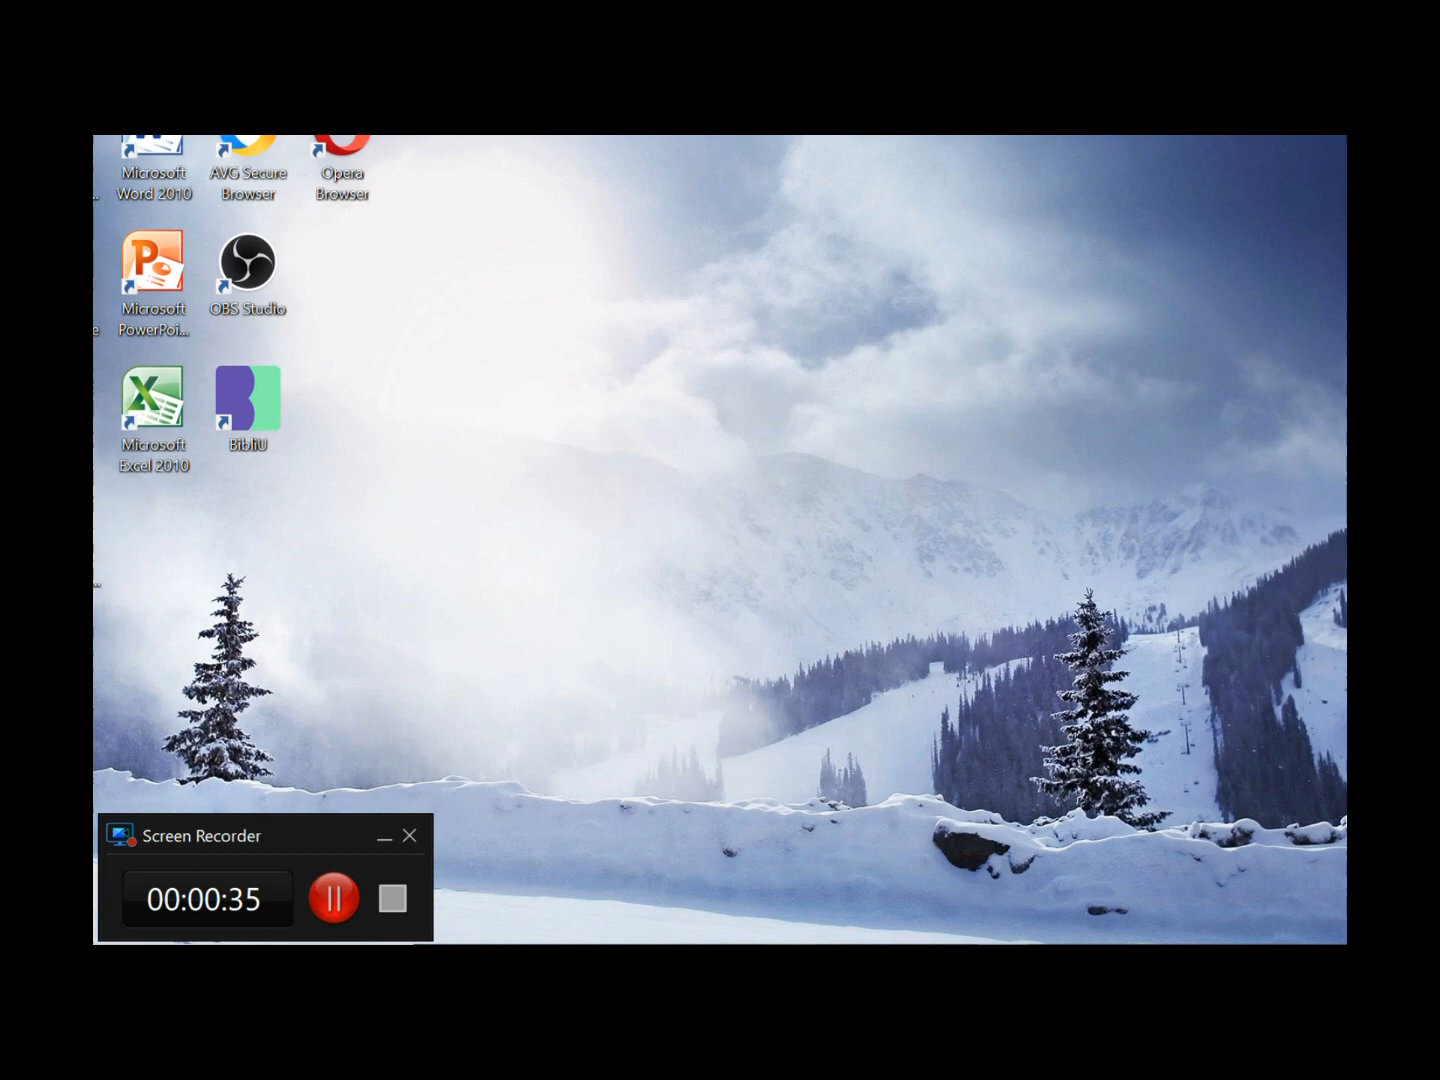 Microsoft
Word 2010
AVG Secure
Browser
Opera
Browser
Microsoft
PowerPoi...
OBS Studio
Microsoft
Excel 2010
BibliU
Screen Recorder
00:00:35